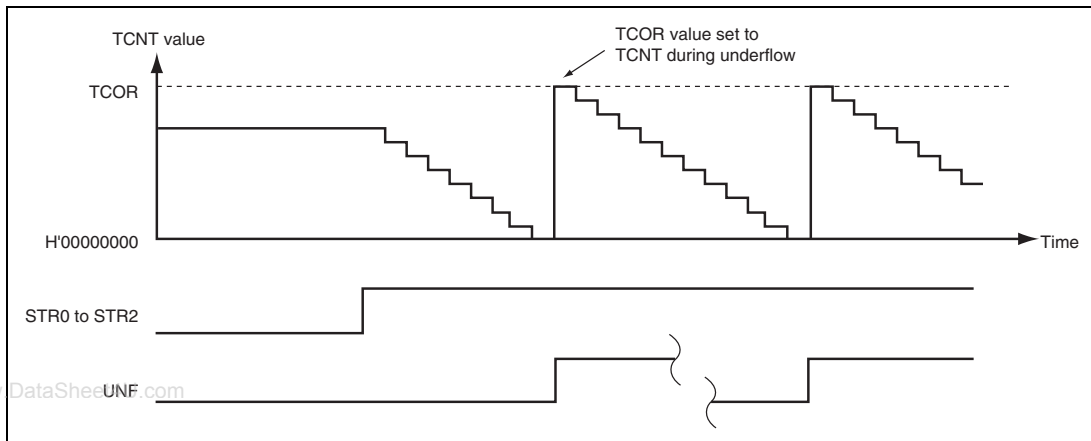 TCNT value
TCOR value set to
TCNT during underflow
TCOR
H'00000000
Time
STR0 to STR2
UNF